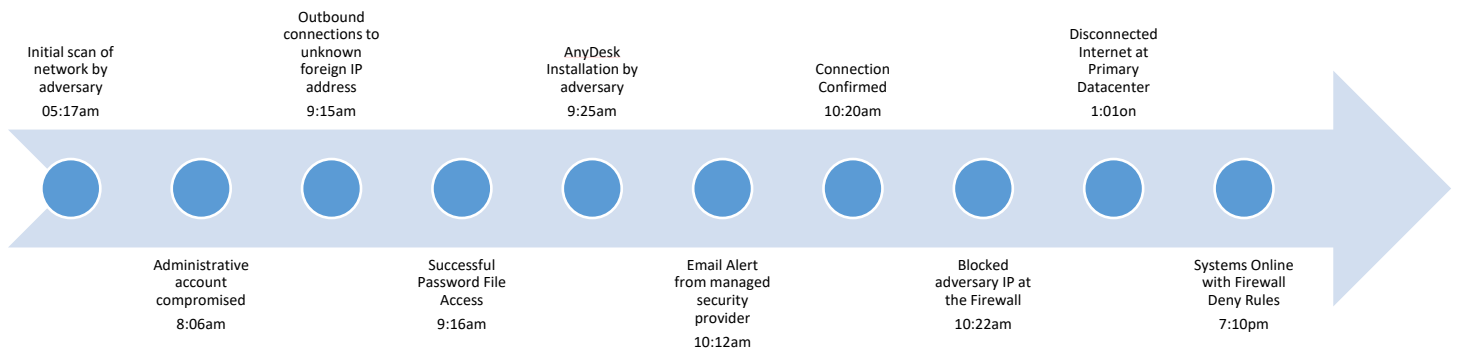 Initial scan of
network by
adversary
05:17am
Administrative
account
compromised
8:06am
Outbound
connections to
unknown
foreign IP
address
9:15am
Successful
Password File
Access
9:16am
AnyDesk
Installation by
adversary
9:25am
Email Alert
from managed
security
provider
10:12am
Connection
Confirmed
10:20am
Blocked
adversary IP at
the Firewall
10:22am
Disconnected
Internet at
Primary
Datacenter
1:01on
Systems Online
with Firewall
Deny Rules
7:10pm